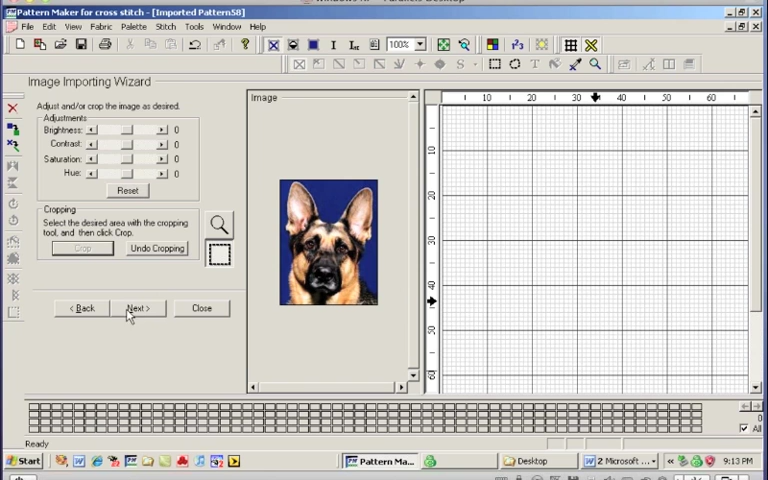 Pattern Maker for cross stitch - [Imported Pattern58]
File Edit View Fabric Palette Stitch Tools Window Help
100%
Image Importing Wizard
Adjust and/or crop the image as desired.
Adjustments
Brightness: 0
Contrast: 0
Saturation: 0
Hue: 0
Reset
Cropping
Select the desired area with the cropping
tool, and then click Crop.
Crop Undo Cropping
< Back Next > Close
Image
10 20 30 40 50 60
10
20
30
40
50
60
0
All
Ready
Start Pattern Ma... Desktop 2 Microsoft ... 9:13 PM